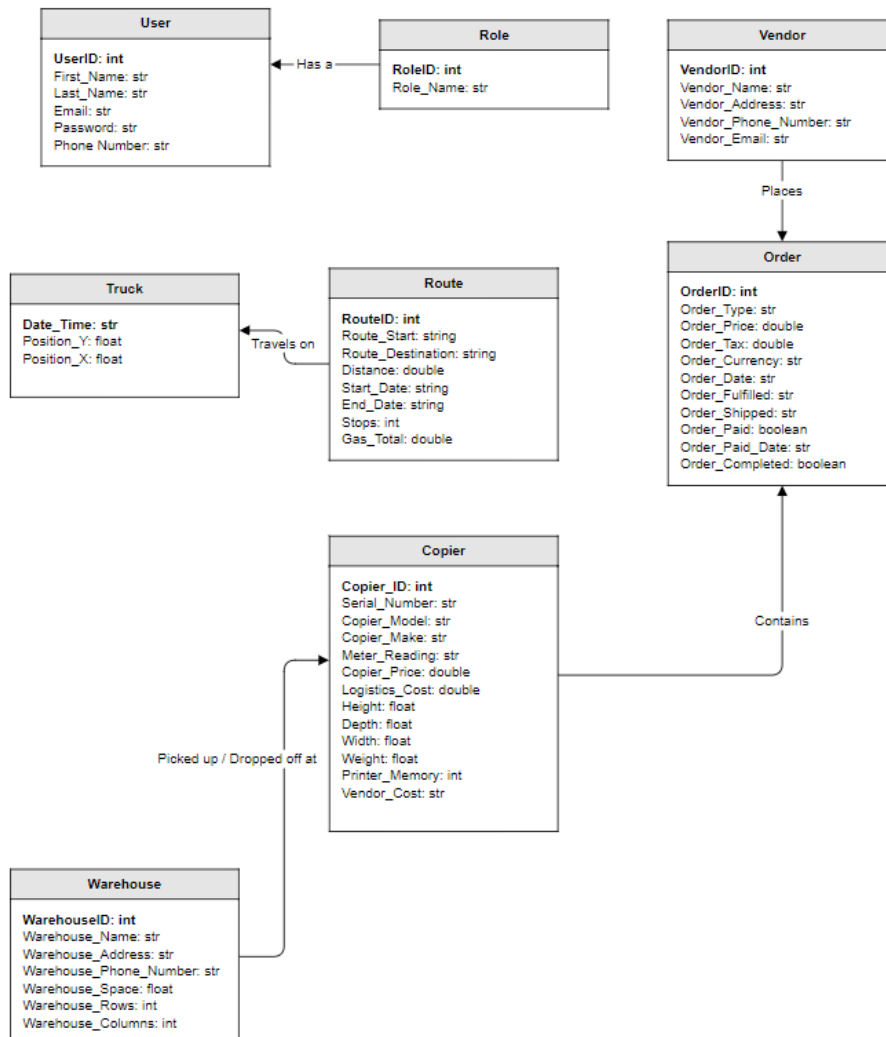 User
UserID: int
First_Name: str
Last_Name: str
Email: str
Password: str
Phone Number: str
Has a
Role
RoleID: int
Role_Name: str
Vendor
VendorID: int
Vendor_Name: str
Vendor_Address: str
Vendor_Phone_Number: str
Vendor_Email: str
Places
Truck
Date_Time: str
Position_Y: float
Position_X: float
Travels on
Route
RouteID: int
Route_Start: string
Route_Destination: string
Distance: double
Start_Date: string
End_Date: string
Stops: int
Gas_Total: double
Order
OrderID: int
Order_Type: str
Order_Price: double
Order_Tax: double
Order_Currency: str
Order_Date: str
Order_Fulfilled: str
Order_Shipped: str
Order_Paid: boolean
Order_Paid_Date: str
Order_Completed: boolean
Copier
Copier_ID: int
Serial_Number: str
Copier_Model: str
Copier_Make: str
Meter_Reading: str
Copier_Price: double
Logistics_Cost: double
Height: float
Depth: float
Width: float
Weight: float
Printer_Memory: int
Vendor_Cost: str
Contains
Picked up / Dropped off at
Warehouse
WarehouseID: int
Warehouse_Name: str
Warehouse_Address: str
Warehouse_Phone_Number: str
Warehouse_Space: float
Warehouse_Rows: int
Warehouse_Columns: int